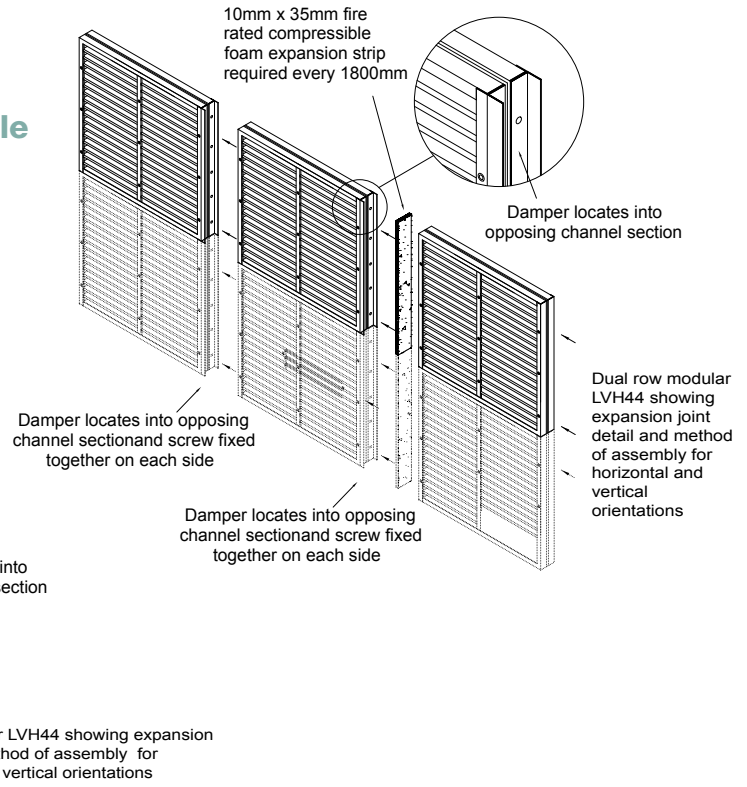 10mm x 35mm fire
rated compressible
foam expansion strip
required every 1800mm
le
Damper locates into
opposing channel section
Dual row modular
LVH44 showing
expansion joint
detail and method
of assembly for
horizontal and
vertical
orientations
Damper locates into opposing
channel sectionand screw fixed
together on each side
Damper locates into opposing
channel sectionand screw fixed
together on each side
into
section
r LVH44 showing expansion
hod of assembly for
vertical orientations